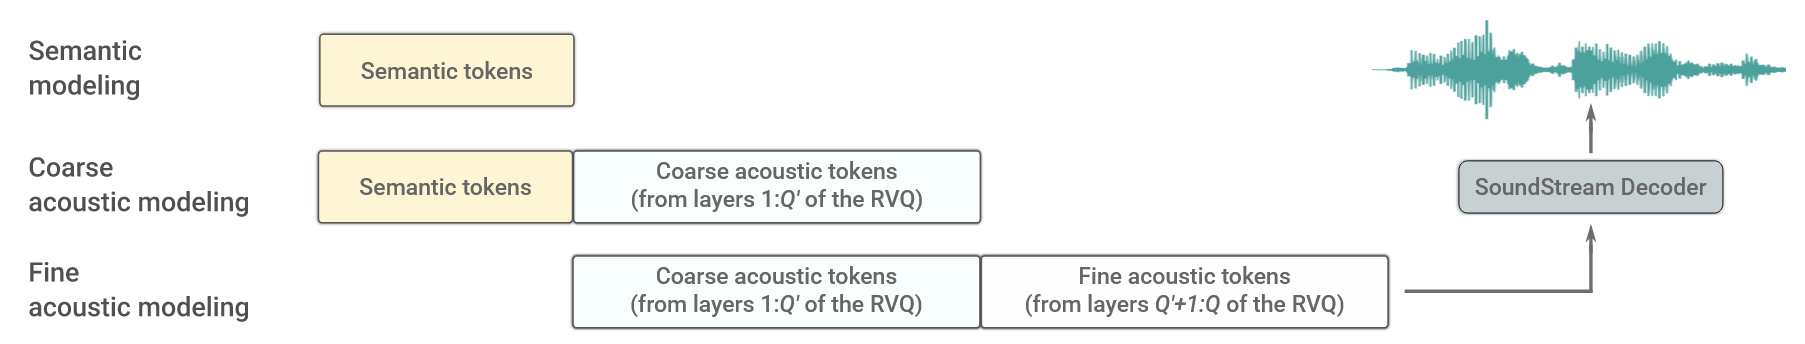 Semantic
modeling
Semantic tokens
Coarse
acoustic modeling
Semantic tokens
Coarse acoustic tokens
(from layers 1:Q' of the RVQ)
SoundStream Decoder
Fine
acoustic modeling
Coarse acoustic tokens
(from layers 1:Q' of the RVQ)
Fine acoustic tokens
(from layers Q'+1:Q of the RVQ)